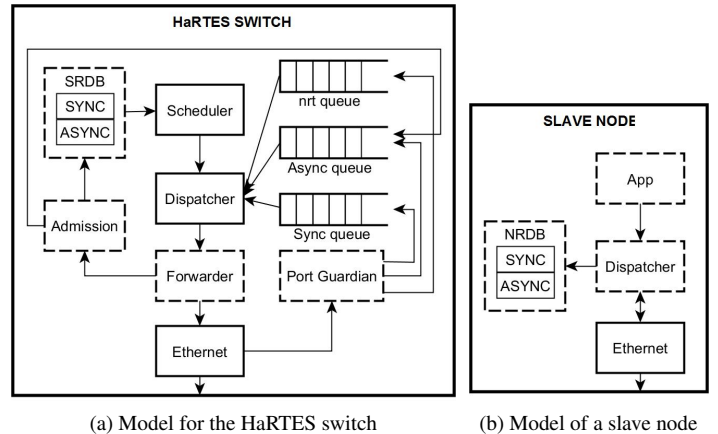 HaRTES SWITCH
SRDB
SYNC
ASYNC
Scheduler
nrt queue
Async queue
Dispatcher
Sync queue
Admission
Forwarder
Port Guardian
Ethernet
(a) Model for the HaRTES switch
SLAVE NODE
App
NRDB
SYNC
ASYNC
Dispatcher
Ethernet
(b) Model of a slave node